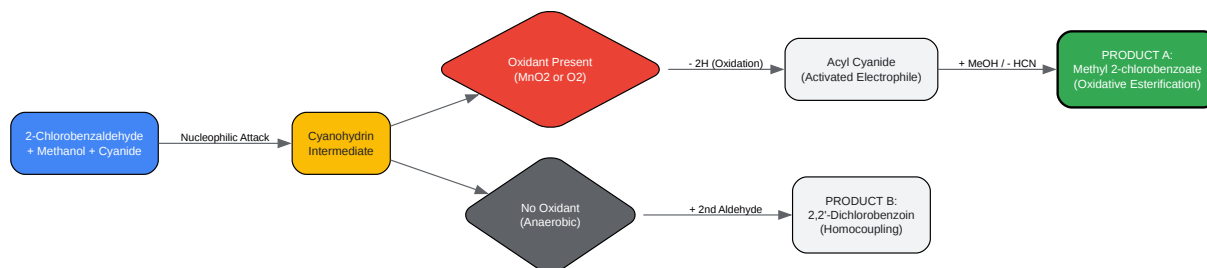 2-Chlorobenzaldehyde
+ Methanol + Cyanide
Nucleophilic Attack
Cyanohydrin
Intermediate
Oxidant Present
(MnO2 or O2)
- 2H (Oxidation)
Acyl Cyanide
(Activated Electrophile)
+ MeOH / - HCN
PRODUCT A:
Methyl 2-chlorobenzoate
(Oxidative Esterification)
No Oxidant
(Anaerobic)
+ 2nd Aldehyde
PRODUCT B:
2,2'-Dichlorobenzoin
(Homocoupling)